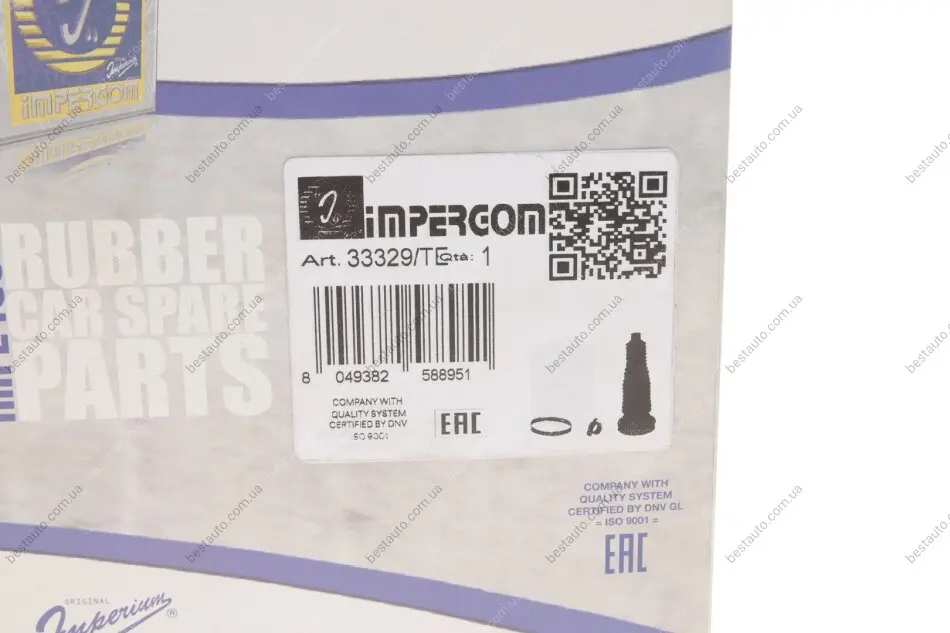 Imperium
IMPERGOM
RUBBER
CAR SPARE
PARTS
IMPERGOM
Art. 33329/TE Qtà: 1
8 049382 588951
COMPANY WITH
QUALITY SYSTEM
CERTIFIED BY DNV
ISO 9001
EAC
COMPANY WITH
QUALITY SYSTEM
CERTIFIED BY DNV GL
= ISO 9001 =
EAC
ORIGINAL
Imperium ®
bestauto.com.ua